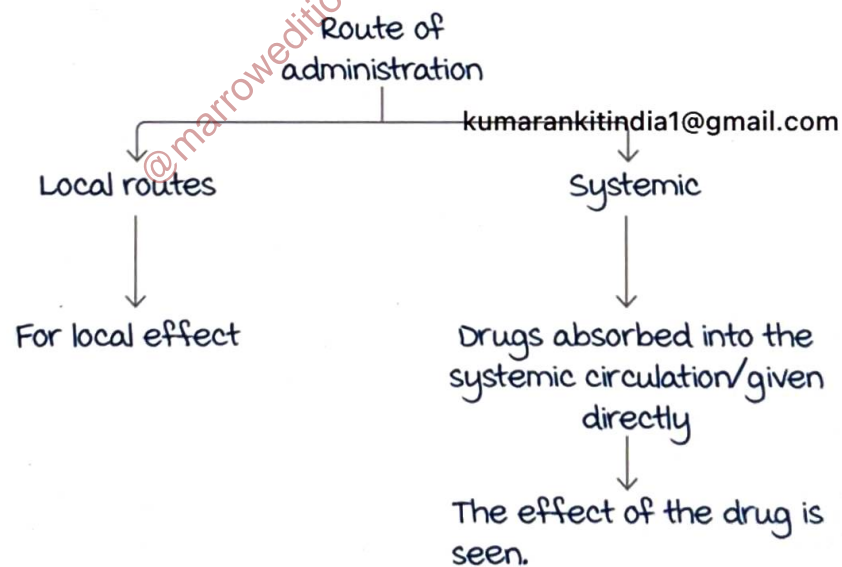 Route of
administration
@marroweditio
kumarankitindia1@gmail.com
Local routes
Systemic
For local effect
Drugs absorbed into the
systemic circulation/given
directly
The effect of the drug is
seen.